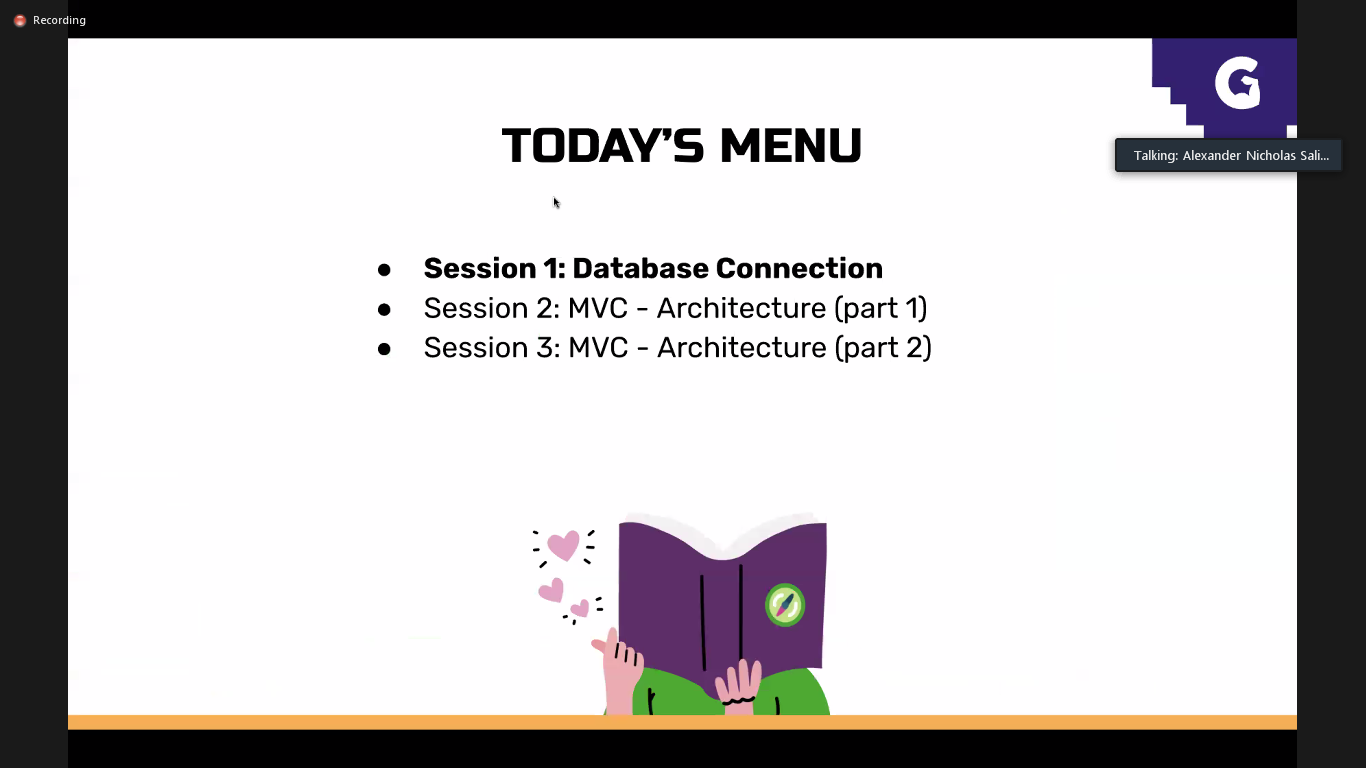 Recording
G
TODAY’S MENU
Talking: Alexander Nicholas Sali...
● Session 1: Database Connection
● Session 2: MVC - Architecture (part 1)
● Session 3: MVC - Architecture (part 2)